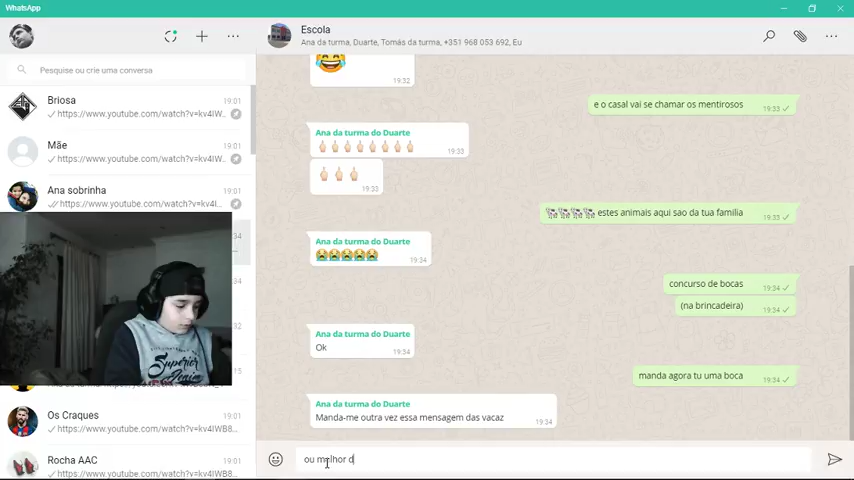 WhatsApp
Escola
Ana da turma, Duarte, Tomás da turma, +351 968 053 692, Eu
Pesquise ou crie uma conversa
Briosa
19:01
https://www.youtube.com/watch?v=kv4lW...
Mãe
19:01
https://www.youtube.com/watch?v=kv4lW...
Ana sobrinha
19:01
https://www.youtube.com/watch?v=kv4l...
Os Craques
19:01
https://www.youtube.com/watch?v=kv4IWB8...
Rocha AAC
19:01
https://www.youtube.com/watch?v=kv4IWB8...
19:32
e o casal vai se chamar os mentirosos
19:33
Ana da turma do Duarte
19:33
19:33
estes animais aqui sao da tua familia
19:33
Ana da turma do Duarte
19:34
concurso de bocas
19:34
(na brincadeira)
19:34
Ana da turma do Duarte
Ok
19:34
manda agora tu uma boca
19:34
Ana da turma do Duarte
Manda-me outra vez essa mensagem das vacaz
19:34
ou melhor d